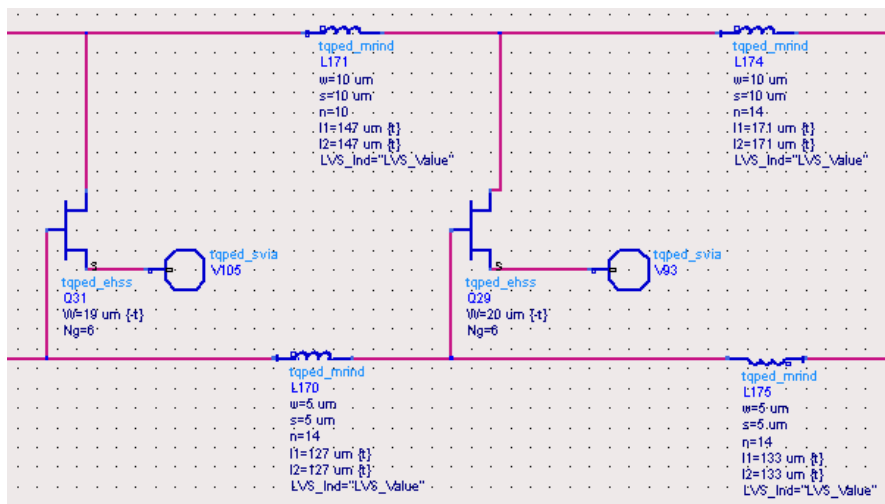 tqped_mrind
L171
w=10 um
s=10 um
n=10
l1=147 um {t}
l2=147 um {t}
LVS_Ind="LVS_Value"
tqped_mrind
L174
w=10 um
s=10 um
n=14
l1=171 um {t}
l2=171 um {t}
LVS_Ind="LVS_Value"
S
tqped_svia
V105
tqped_ehss
Q31
W=19 um {-t}
Ng=6
S
tqped_svia
V93
tqped_ehss
Q29
W=20 um {-t}
Ng=6
tqped_mrind
L170
w=5 um
s=5 um
n=14
l1=127 um {t}
l2=127 um {t}
LVS_Ind="LVS_Value"
tqped_mrind
L175
w=5 um
s=5 um
n=14
l1=133 um {t}
l2=133 um {t}
LVS_Ind="LVS_Value"